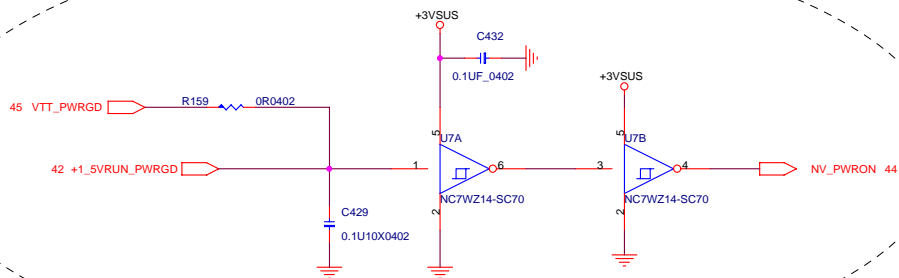 +3VSUS
C432
0.1UF_0402
+3VSUS
45 VTT_PWRGD
R159
0R0402
5
U7A
5
U7B
42 +1_5VRUN_PWRGD
1
6
3
4
NV_PWRON 44
NC7WZ14-SC70
NC7WZ14-SC70
2
2
C429
0.1U10X0402